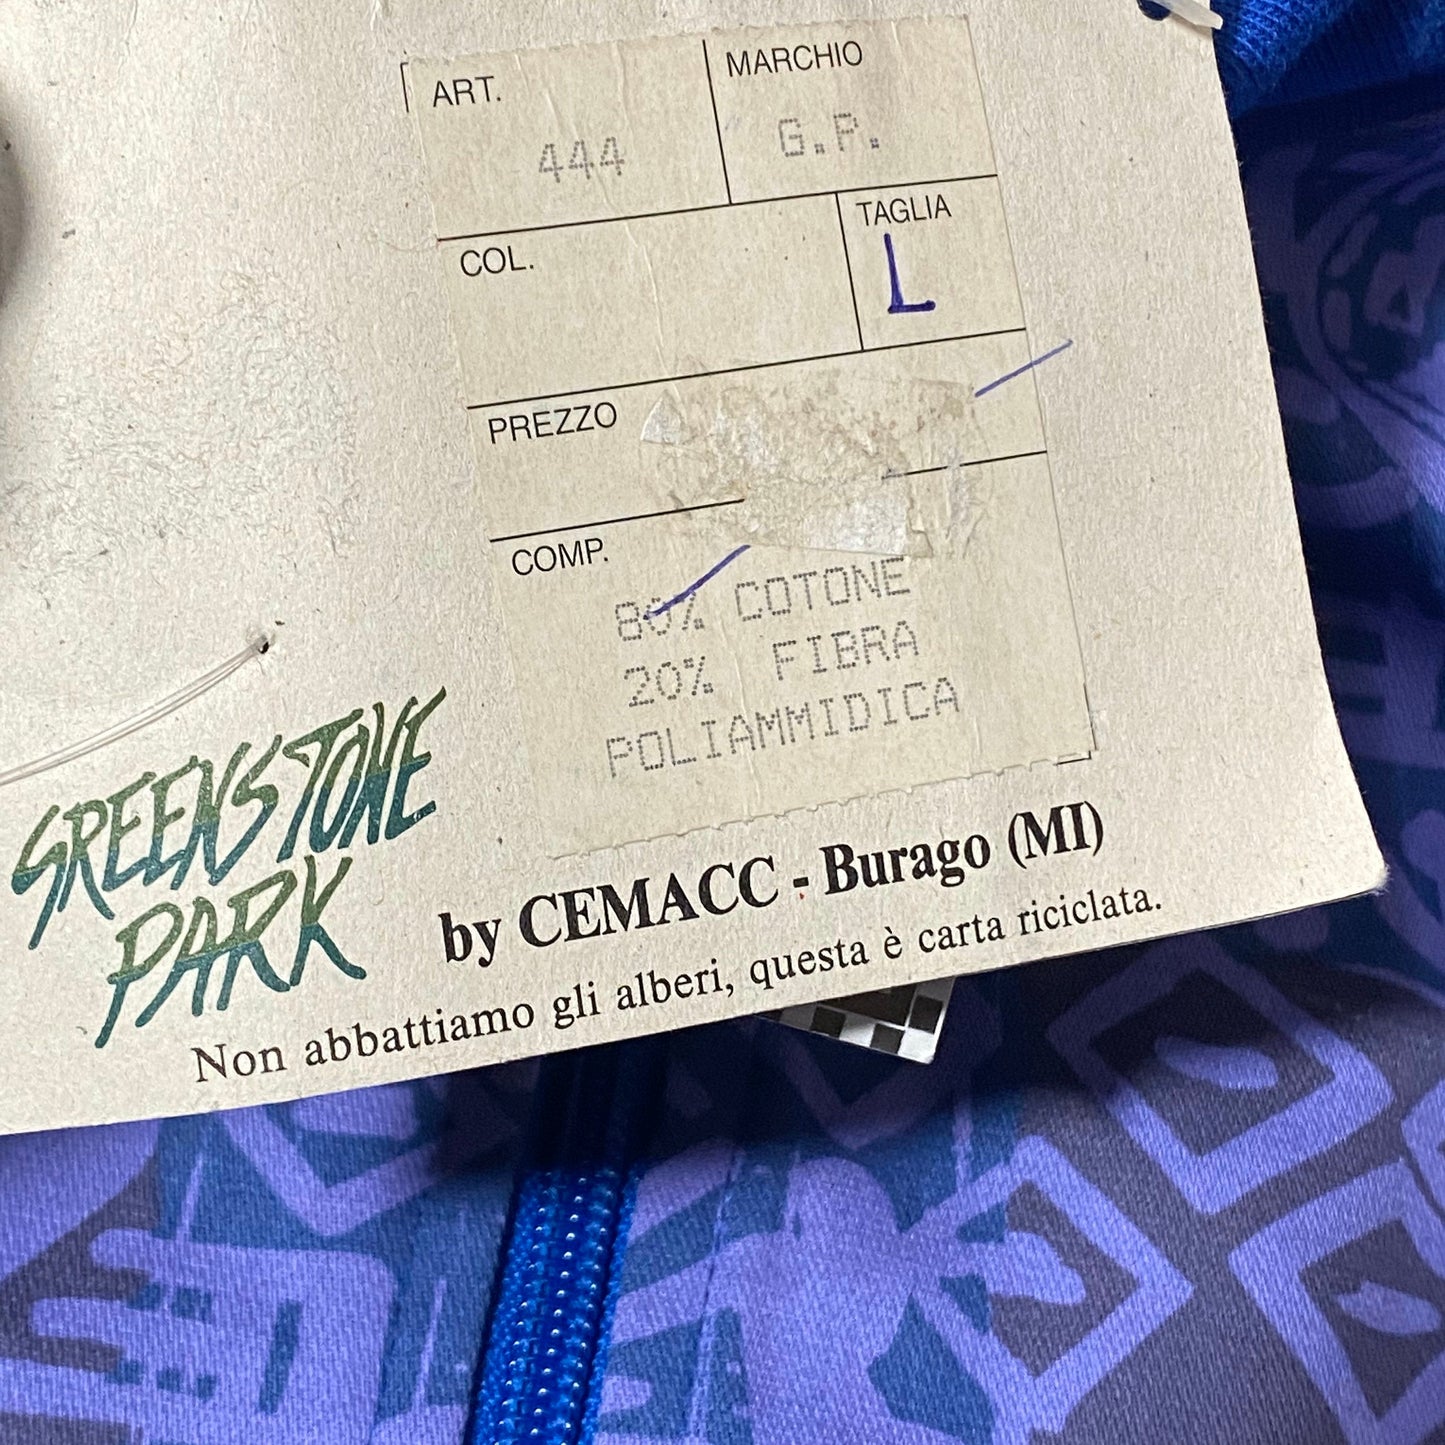 ART.
444
MARCHIO
G.P.
COL.
TAGLIA
L
PREZZO
COMP.
80% COTONE
20% FIBRA
POLIAMMIDICA
GREENSTONE
PARK
by CEMACC - Burago (MI)
Non abbattiamo gli alberi, questa è carta riciclata.